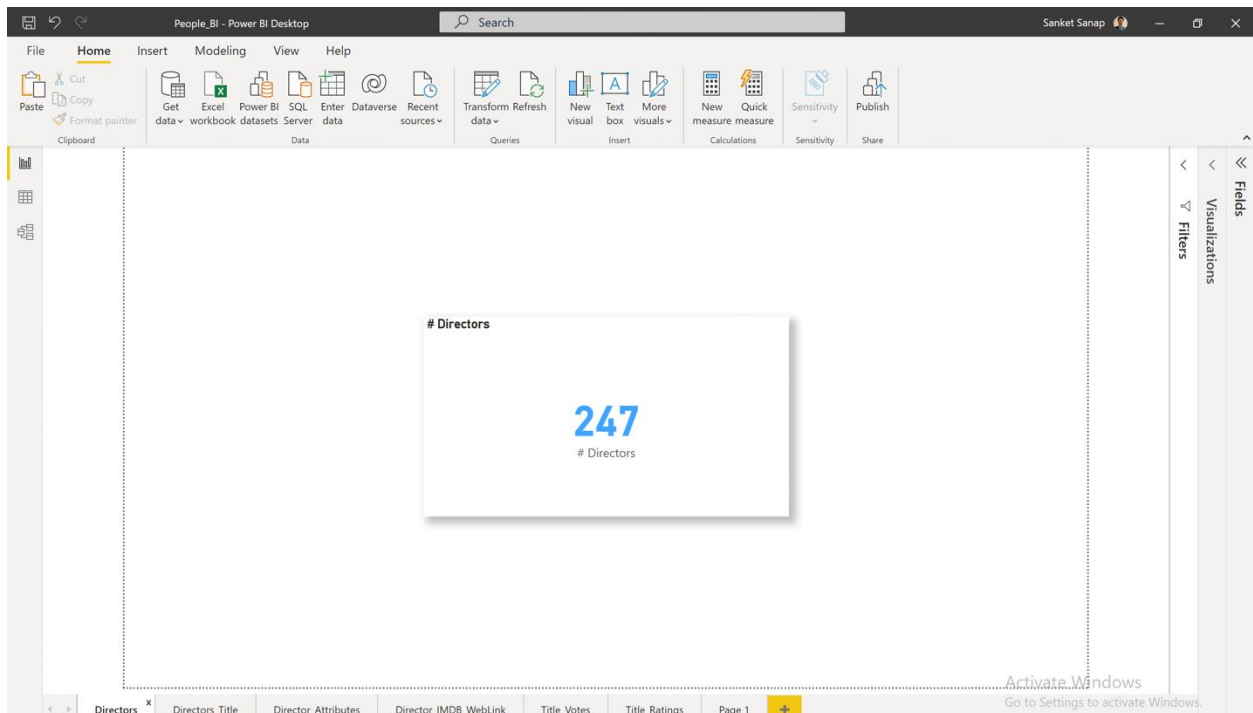 People_BI - Power BI Desktop
Search
Sanket Sanap
File Home Insert Modeling View Help
Paste
Cut
Copy
Format painter
Clipboard
Get data
Excel workbook
Power BI datasets
SQL Server
Enter data
Dataverse
Recent sources
Data
Transform data
Refresh
Queries
New visual
Text box
More visuals
Insert
New measure
Quick measure
Calculations
Sensitivity
Sensitivity
Publish
Share
Filters
Visualizations
Fields
# Directors
247
# Directors
Activate Windows
Go to Settings to activate Windows.
Directors x Directors Title Director Attributes Director IMDB WebLink Title Votes Title Ratings Page 1 +